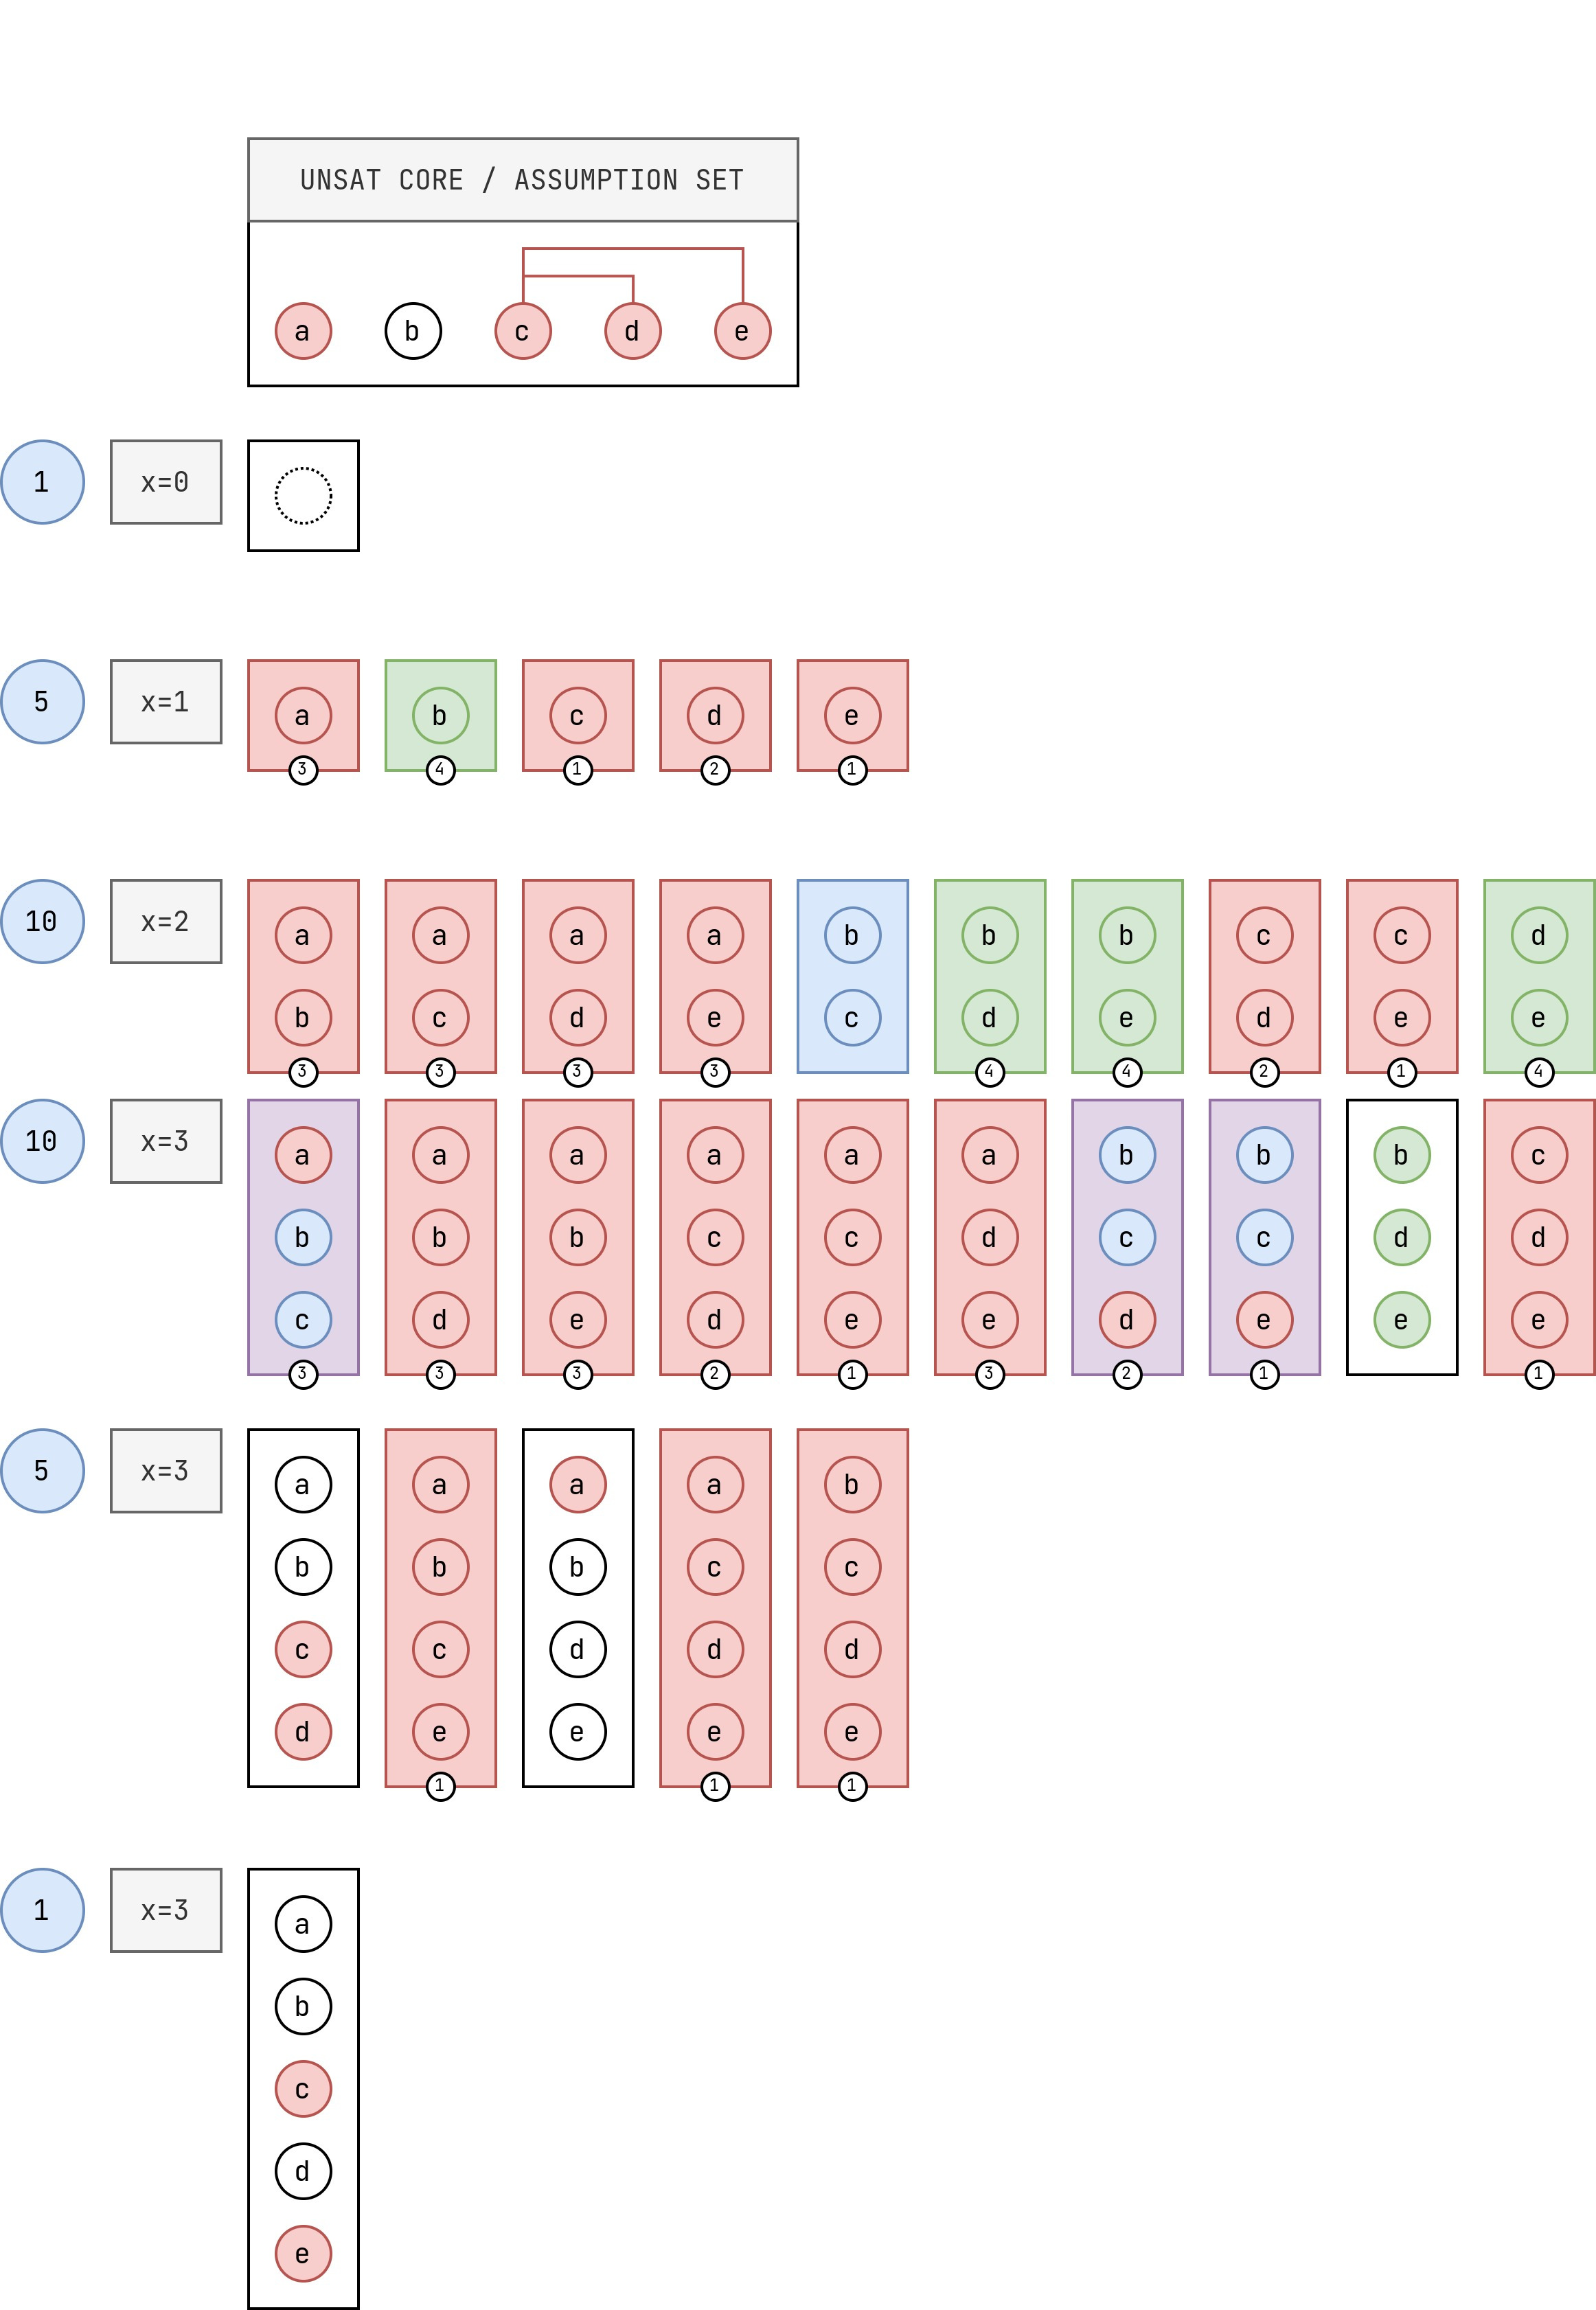 UNSAT CORE / ASSUMPTION SET
a b c d e
1 x=0
5 x=1
a b c d e
3 4 1 2 1
10 x=2
a a a a b b b c c d
b c d e c d e d e e
3 3 3 3 4 4 2 1 4
10 x=3
a a a a a a b b b c
b b b c c d c c d d
c d e d e e d e e e
3 3 3 2 1 3 2 1 1
5 x=3
a a a a b
b b b c c
c c d d d
d e e e e
1 1 1
1 x=3
a
b
c
d
e